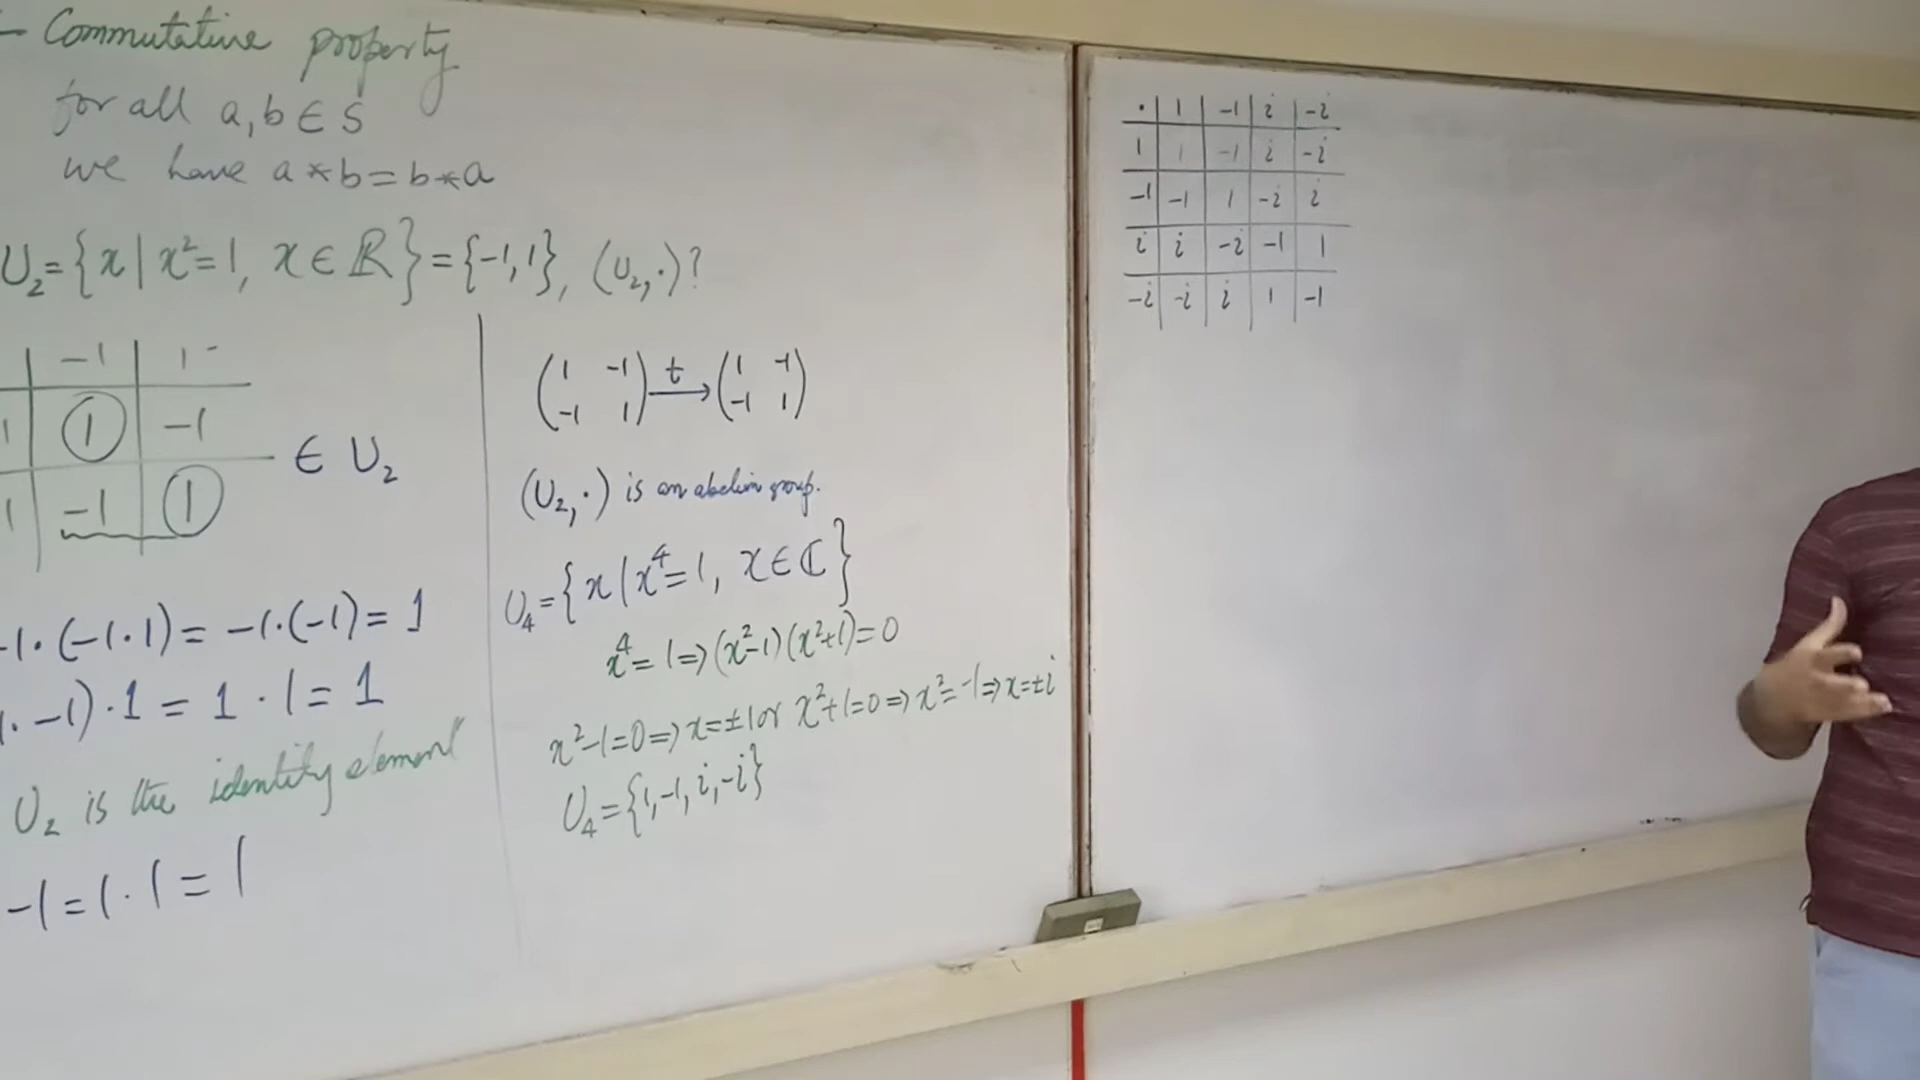 – Commutative property
for all a, b ∈ S
we have a * b = b * a
U₂ = {x | x² = 1, x ∈ ℝ} = {-1, 1}, (U₂, ·)?
-1 1
1 1 -1
1 -1 1
∈ U₂
-1·(-1·1) = -1·(-1) = 1
· -1)·1 = 1·1 = 1
U₂ is the identity element
-1 = 1·1 = 1
(1 -1 -1 1) t→ (1 -1 -1 1)
(U₂, ·) is an abelian group.
U₄ = {x | x⁴ = 1, x ∈ ℂ}
x⁴ = 1 ⇒ (x²-1)(x²+1) = 0
x²-1=0 ⇒ x=±1 or x²+1=0 ⇒ x²=-1 ⇒ x=±i
U₄ = {1, -1, i, -i}
· 1 -1 i -i
1 1 -1 i -i
-1 -1 1 -i i
i i -i -1 1
-i -i i 1 -1